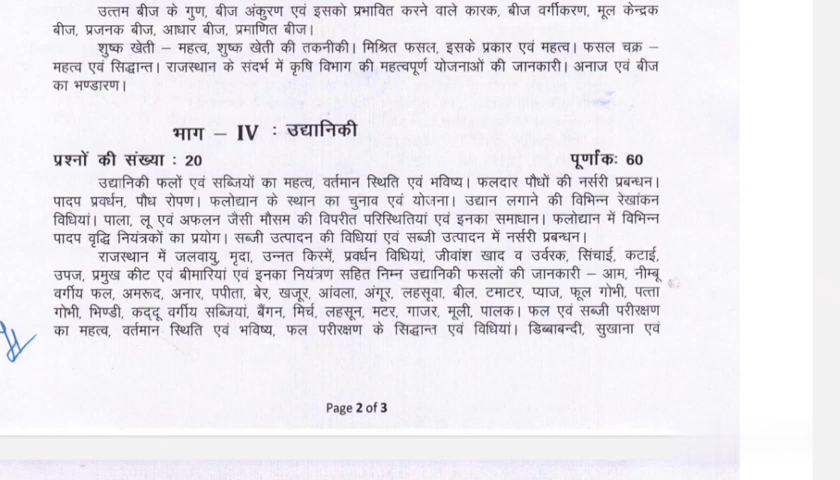 उत्तम बीज के गुण, बीज अंकुरण एवं इसको प्रभावित करने वाले कारक, बीज वर्गीकरण, मूल केन्द्रक
बीज, प्रजनक बीज, आधार बीज, प्रमाणित बीज।
शुष्क खेती – महत्व, शुष्क खेती की तकनीकी। मिश्रित फसल, इसके प्रकार एवं महत्व। फसल चक्र –
महत्व एवं सिद्धान्त। राजस्थान के संदर्भ में कृषि विभाग की महत्वपूर्ण योजनाओं की जानकारी। अनाज एवं बीज
का भण्डारण।
भाग – IV : उद्यानिकी
प्रश्नों की संख्या : 20 पूर्णांक: 60
उद्यानिकी फलों एवं सब्जियों का महत्व, वर्तमान स्थिति एवं भविष्य। फलदार पौधों की नर्सरी प्रबन्धन।
पादप प्रवर्धन, पौध रोपण। फलोद्यान के स्थान का चुनाव एवं योजना। उद्यान लगाने की विभिन्न रेखांकन
विधियां। पाला, लू एवं अफलन जैसी मौसम की विपरीत परिस्थितियां एवं इनका समाधान। फलोद्यान में विभिन्न
पादप वृद्धि नियंत्रकों का प्रयोग। सब्जी उत्पादन की विधियां एवं सब्जी उत्पादन में नर्सरी प्रबन्धन।
राजस्थान में जलवायु, मृदा, उन्नत किस्में, प्रवर्धन विधियां, जीवांश खाद व उर्वरक, सिंचाई, कटाई,
उपज, प्रमुख कीट एवं बीमारियां एवं इनका नियंत्रण सहित निम्न उद्यानिकी फसलों की जानकारी – आम, नीम्बू
वर्गीय फल, अमरूद, अनार, पपीता, बेर, खजूर, आंवला, अंगूर, लहसूवा, बील, टमाटर, प्याज, फूल गोभी, पत्ता
गोभी, भिण्डी, कद्दू वर्गीय सब्जियां, बैंगन, मिर्च, लहसून, मटर, गाजर, मूली, पालक। फल एवं सब्जी परीरक्षण
का महत्व, वर्तमान स्थिति एवं भविष्य, फल परीरक्षण के सिद्धान्त एवं विधियां। डिब्बाबन्दी, सुखाना एवं
Page 2 of 3